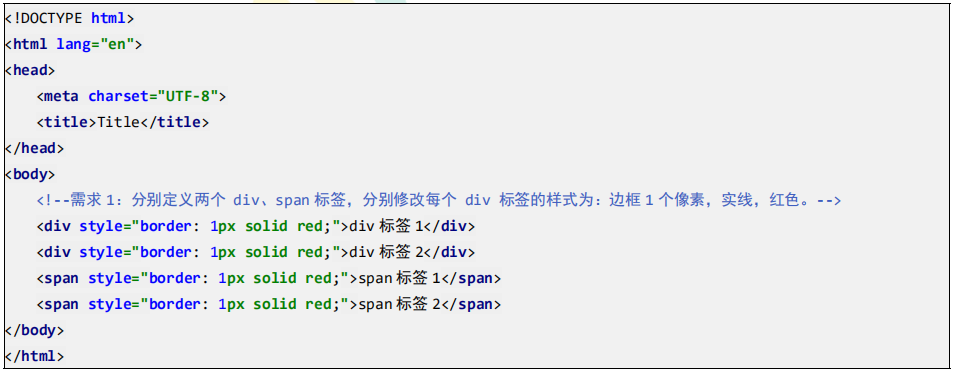 <!DOCTYPE html>
<html lang="en">
<head>
    <meta charset="UTF-8">
    <title>Title</title>
</head>
<body>
    <!--需求 1：分别定义两个 div、span 标签，分别修改每个 div 标签的样式为：边框 1 个像素，实线，红色。-->
    <div style="border: 1px solid red;">div 标签 1</div>
    <div style="border: 1px solid red;">div 标签 2</div>
    <span style="border: 1px solid red;">span 标签 1</span>
    <span style="border: 1px solid red;">span 标签 2</span>
</body>
</html>